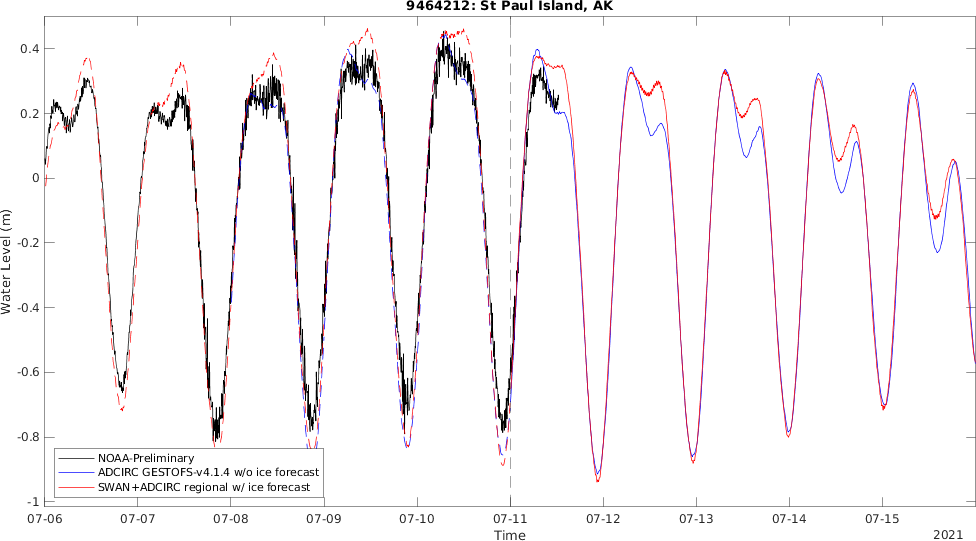 9464212: St Paul Island, AK
0.4
0.2
0
-0.2
-0.4
-0.6
-0.8
-1
Water Level (m)
NOAA-Preliminary
ADCIRC GESTOFS-v4.1.4 w/o ice forecast
SWAN+ADCIRC regional w/ ice forecast
07-06 07-07 07-08 07-09 07-10 07-11 07-12 07-13 07-14 07-15
Time
2021